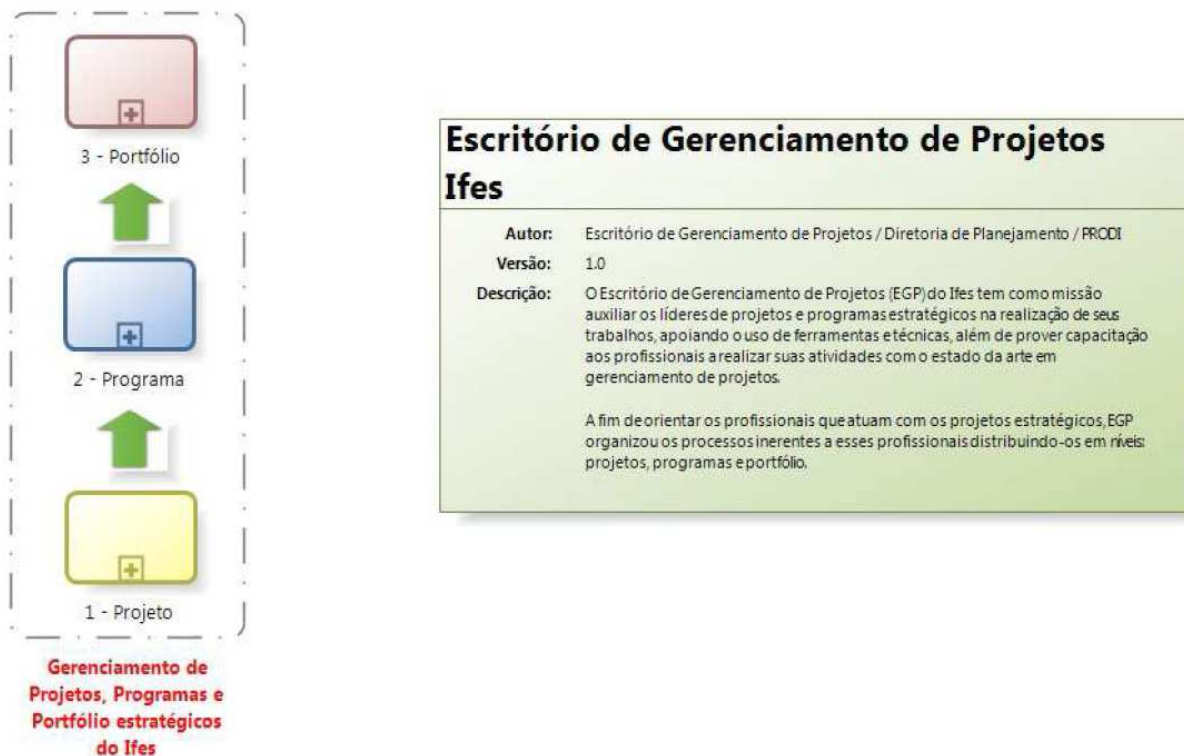 3 - Portfólio
2 - Programa
1 - Projeto
Gerenciamento de
Projetos, Programas e
Portfólio estratégicos
do Ifes
Escritório de Gerenciamento de Projetos
Ifes
Autor: Escritório de Gerenciamento de Projetos / Diretoria de Planejamento / PRODI
Versão: 1.0
Descrição: O Escritório de Gerenciamento de Projetos (EGP) do Ifes tem como missão
auxiliar os líderes de projetos e programas estratégicos na realização de seus
trabalhos, apoiando o uso de ferramentas e técnicas, além de prover capacitação
aos profissionais a realizar suas atividades com o estado da arte em
gerenciamento de projetos.
A fim de orientar os profissionais que atuam com os projetos estratégicos, EGP
organizou os processos inerentes a esses profissionais distribuindo-os em níveis:
projetos, programas e portfólio.